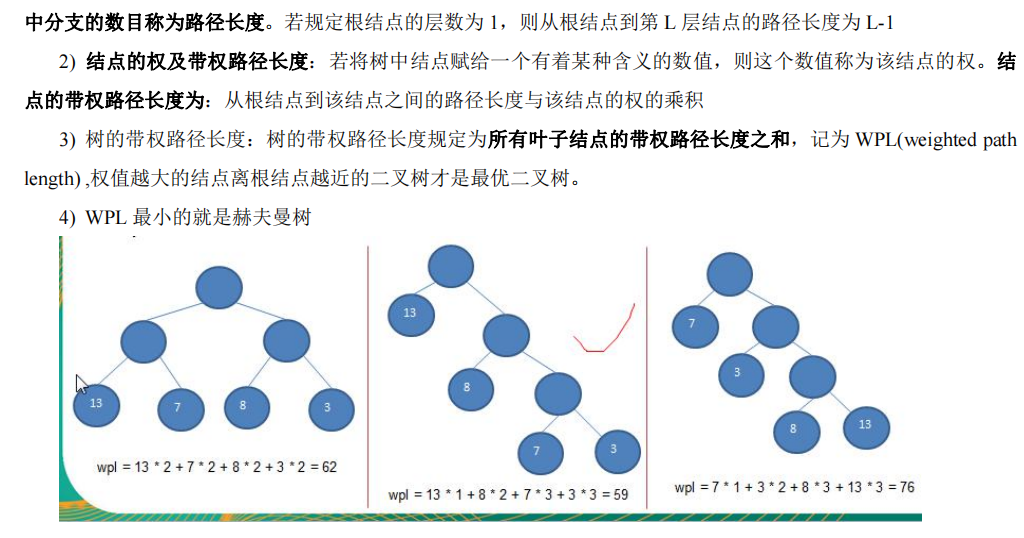 中分支的数目称为路径长度。若规定根结点的层数为 1，则从根结点到第 L 层结点的路径长度为 L-1
2) 结点的权及带权路径长度：若将树中结点赋给一个有着某种含义的数值，则这个数值称为该结点的权。结
点的带权路径长度为：从根结点到该结点之间的路径长度与该结点的权的乘积
3) 树的带权路径长度：树的带权路径长度规定为所有叶子结点的带权路径长度之和，记为 WPL(weighted path
length) ,权值越大的结点离根结点越近的二叉树才是最优二叉树。
4) WPL 最小的就是赫夫曼树
13 7 8 3
wpl = 13 * 2 + 7 * 2 + 8 * 2 + 3 * 2 = 62
13
8
7 3
wpl = 13 * 1 + 8 * 2 + 7 * 3 + 3 * 3 = 59
7
3
8 13
wpl = 7 * 1 + 3 * 2 + 8 * 3 + 13 * 3 = 76